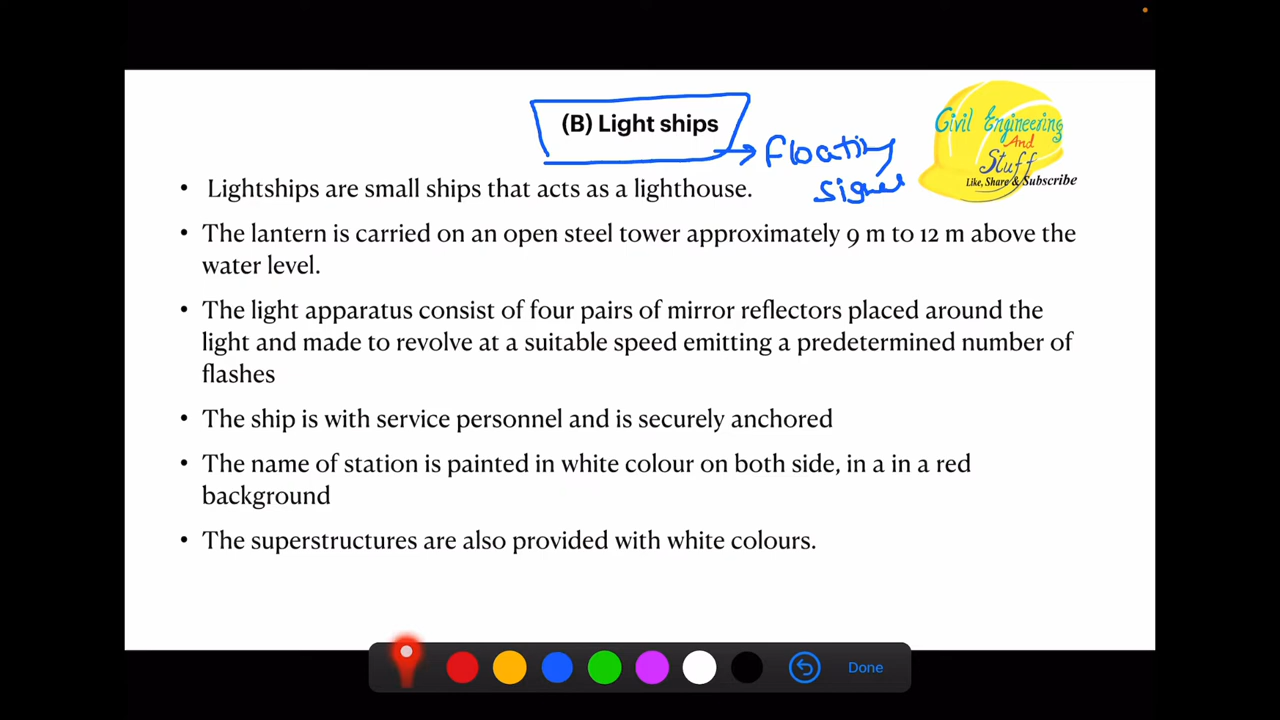 (B) Light ships
Floating
Civil Engineering
And
Stuff
Like, Share & Subscribe
• Lightships are small ships that acts as a lighthouse.
• The lantern is carried on an open steel tower approximately 9 m to 12 m above the
water level.
• The light apparatus consist of four pairs of mirror reflectors placed around the
light and made to revolve at a suitable speed emitting a predetermined number of
flashes
• The ship is with service personnel and is securely anchored
• The name of station is painted in white colour on both side, in a in a red
background
• The superstructures are also provided with white colours.
Done